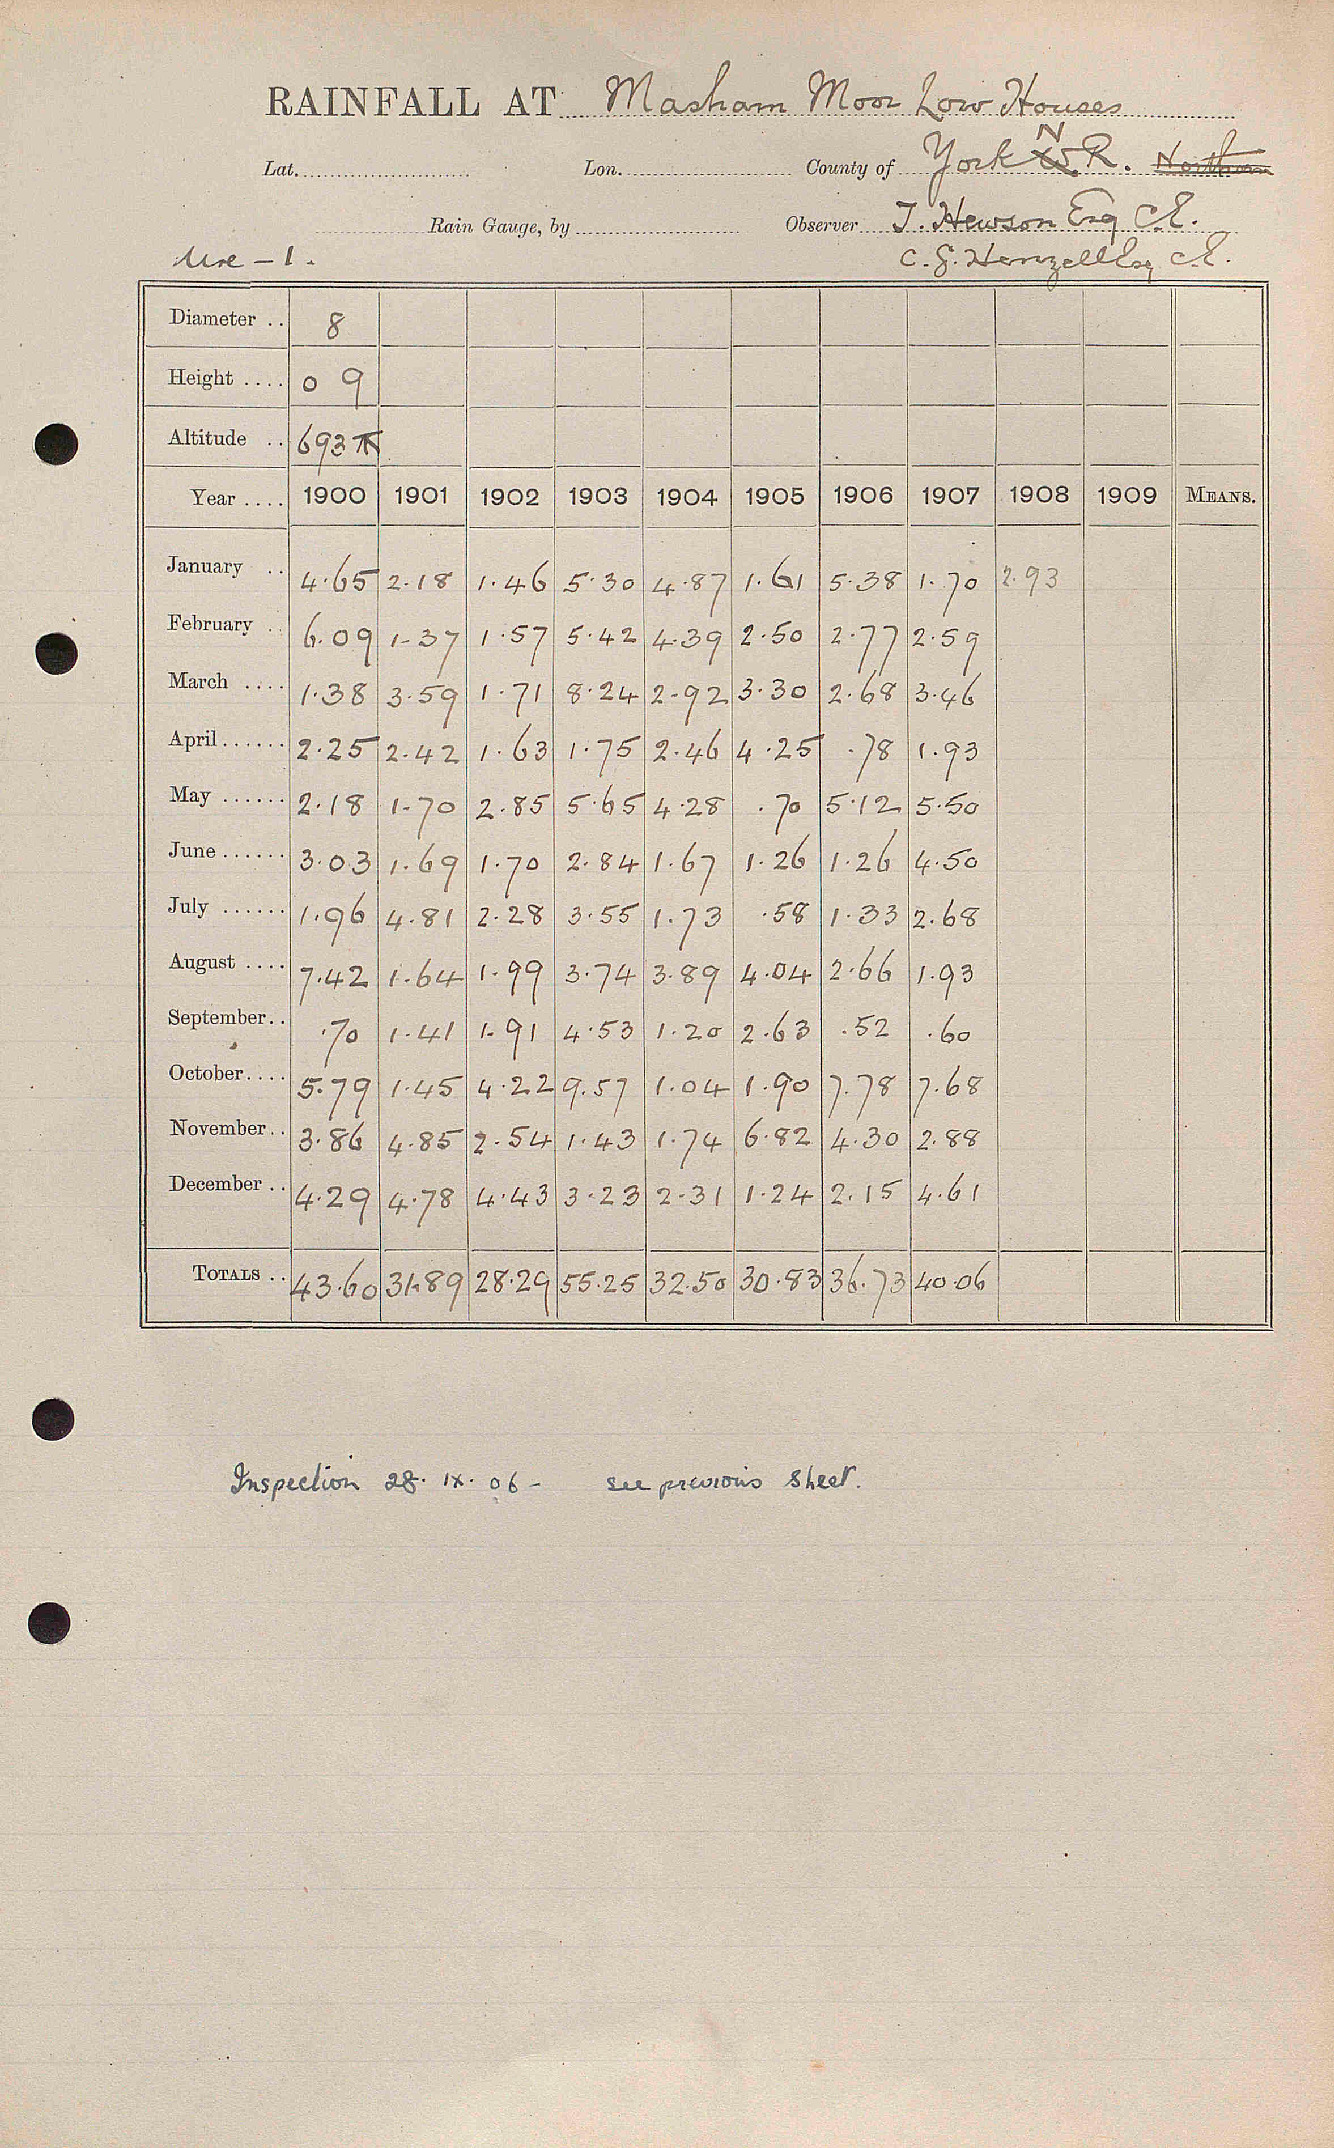 RAINFALL AT Masham Moor Low Houses
Lat. Lon. County of York N.R. Northern
Rain Gauge, by Observer J. Hewson Esq C.E.
Ure - 1. C. G. Henzell Esq C.E.
Diameter .. 8
Height .... 0 9
Altitude .. 693
Year .... 1900 1901 1902 1903 1904 1905 1906 1907 1908 1909 MEANS.
January .. 4.65 2.18 1.46 5.30 4.87 1.61 5.38 1.70 2.93
February .. 6.09 1.37 1.57 5.42 4.39 2.50 2.77 2.59
March .... 1.38 3.59 1.71 8.24 2.92 3.30 2.68 3.46
April...... 2.25 2.42 1.63 1.75 2.46 4.25 .78 1.93
May ...... 2.18 1.70 2.85 5.65 4.28 .70 5.12 5.50
June ...... 3.03 1.69 1.70 2.84 1.67 1.26 1.26 4.50
July ...... 1.96 4.81 2.28 3.55 1.73 .58 1.33 2.68
August .... 7.42 1.64 1.99 3.74 3.89 4.04 2.66 1.93
September.. .70 1.41 1.91 4.53 1.20 2.63 .52 .60
October.... 5.79 1.45 4.22 9.57 1.04 1.90 7.78 7.68
November.. 3.86 4.85 2.54 1.43 1.74 6.82 4.30 2.88
December .. 4.29 4.78 4.43 3.23 2.31 1.24 2.15 4.61
TOTALS .. 43.60 31.89 28.29 55.25 32.50 30.83 36.73 40.06
Inspection 28. IX. 06 - see previous sheet.